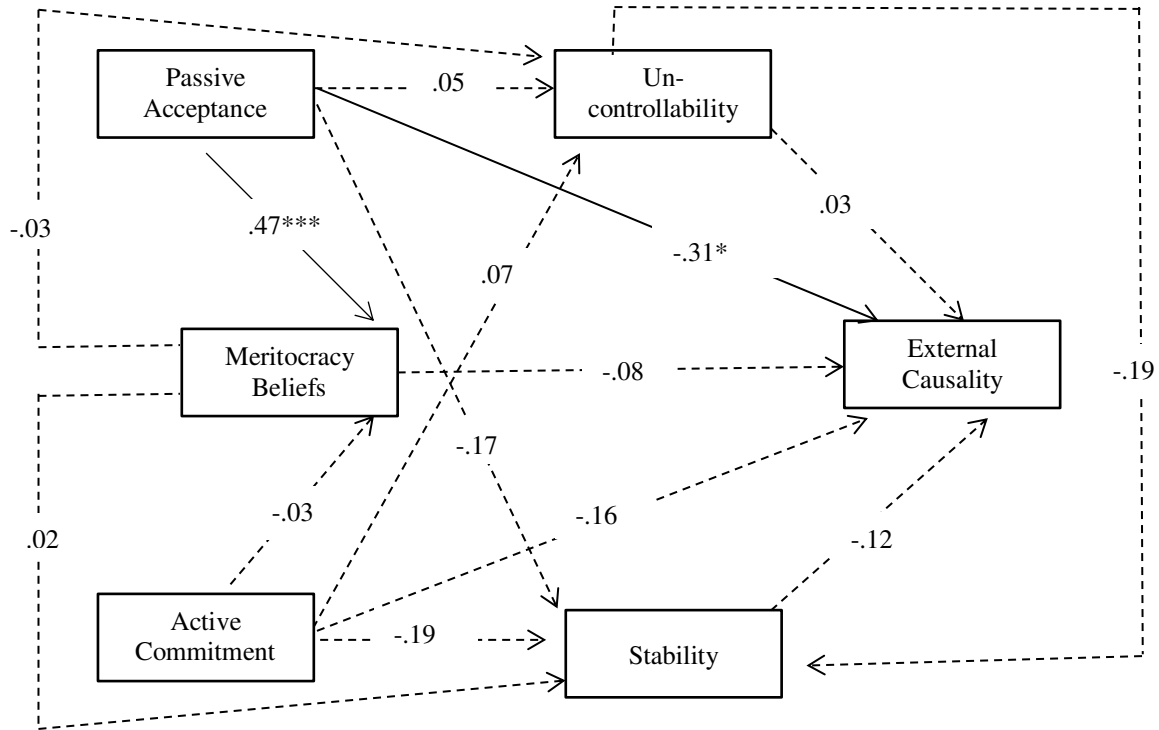 Passive
Acceptance
.05
Un-
controllability
-.03
.47***
.07
-.31*
.03
Meritocracy
Beliefs
-.08
External
Causality
-.19
-.17
.02
-.03
-.16
-.12
Active
Commitment
-.19
Stability